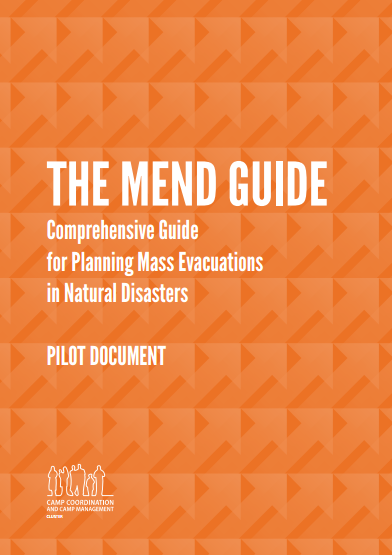 THE MEND GUIDE
Comprehensive Guide
for Planning Mass Evacuations
in Natural Disasters
PILOT DOCUMENT
CAMP COORDINATION
AND CAMP MANAGEMENT
CLUSTER